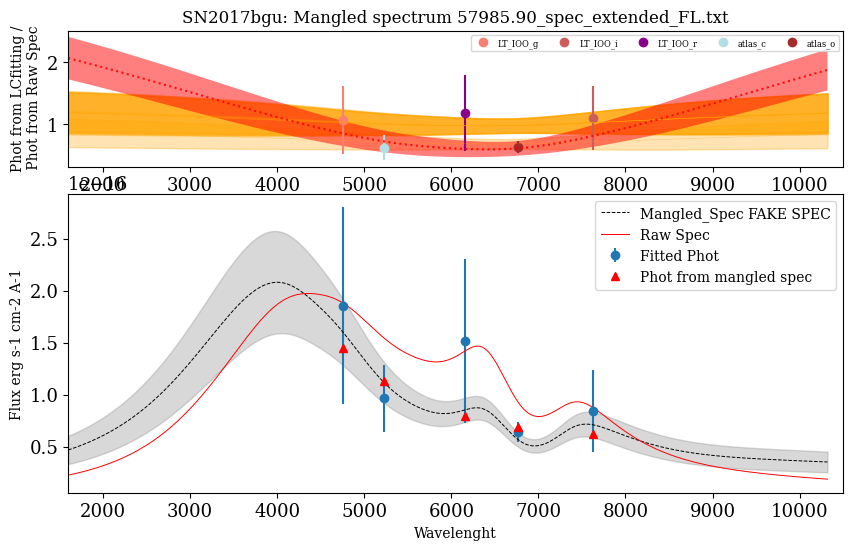 SN2017bgu: Mangled spectrum 57985.90_spec_extended_FL.txt
Phot from LCfitting /
Phot from Raw Spec
LT_IOO_g LT_IOO_i LT_IOO_r atlas_c atlas_o
2
1
2000 3000 4000 5000 6000 7000 8000 9000 10000
1e−16
Mangled_Spec FAKE SPEC
Raw Spec
Fitted Phot
Phot from mangled spec
Flux erg s-1 cm-2 A-1
2.5
2.0
1.5
1.0
0.5
2000 3000 4000 5000 6000 7000 8000 9000 10000
Wavelenght